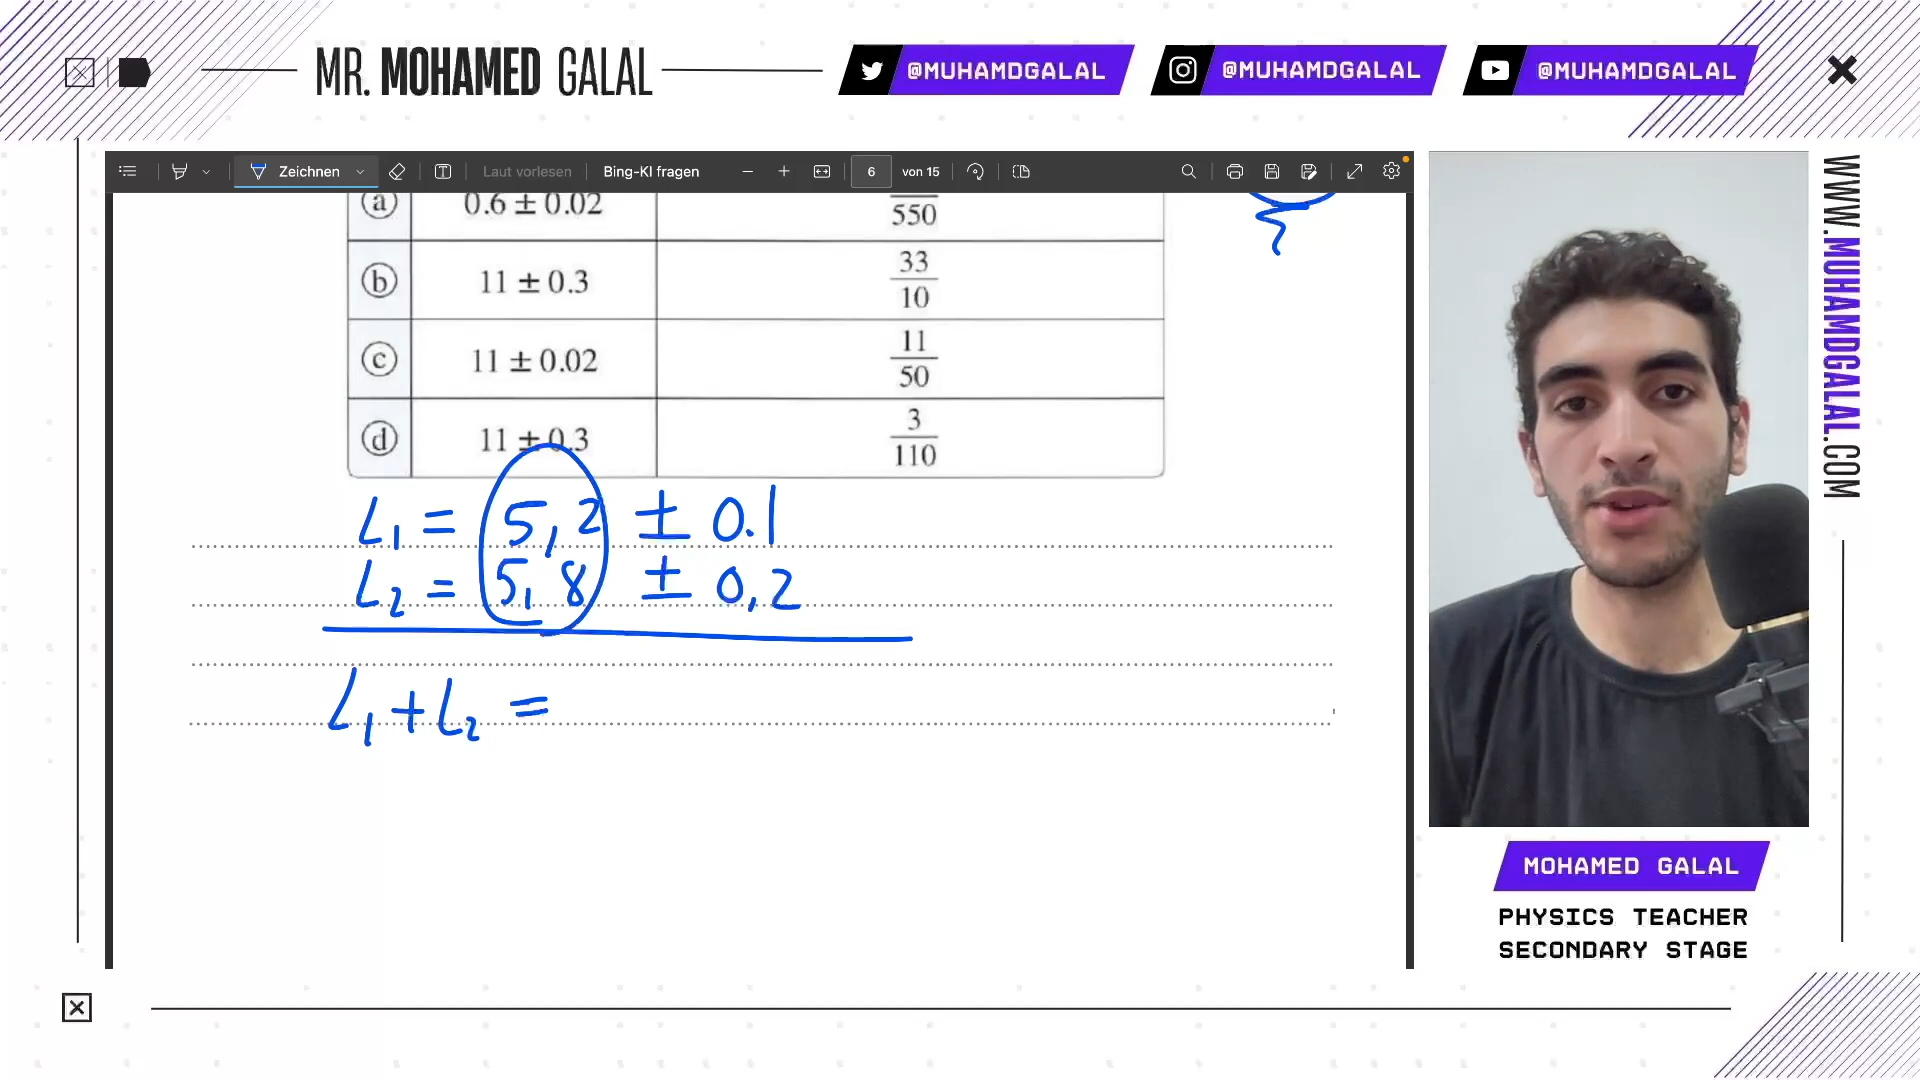 MR. MOHAMED GALAL
@MUHAMDGALAL
@MUHAMDGALAL
@MUHAMDGALAL
Zeichnen
Laut vorlesen
Bing-KI fragen
6 von 15
ⓐ 0.6 ± 0.02 550
ⓑ 11 ± 0.3 33/10
ⓒ 11 ± 0.02 11/50
ⓓ 11 ± 0.3 3/110
L₁ = 5,2 ± 0.1
L₂ = 5,8 ± 0,2
L₁ + L₂ =
WWW.MUHAMDGALAL.COM
MOHAMED GALAL
PHYSICS TEACHER
SECONDARY STAGE